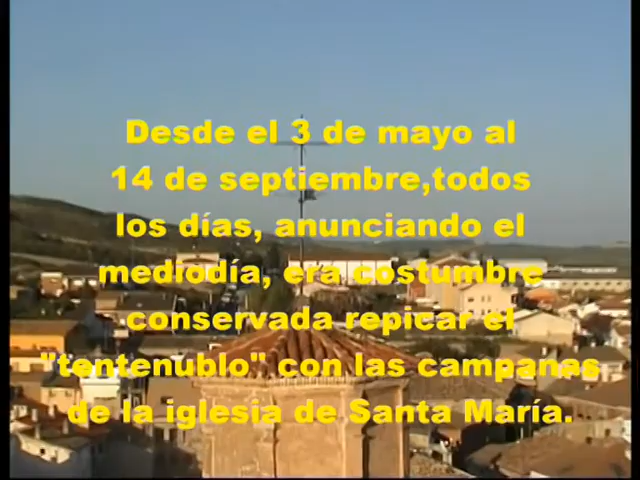 Desde el 3 de mayo al
14 de septiembre,todos
los días, anunciando el
mediodía, era costumbre
conservada repicar el
"tentenublo" con las campanas
de la iglesia de Santa María.